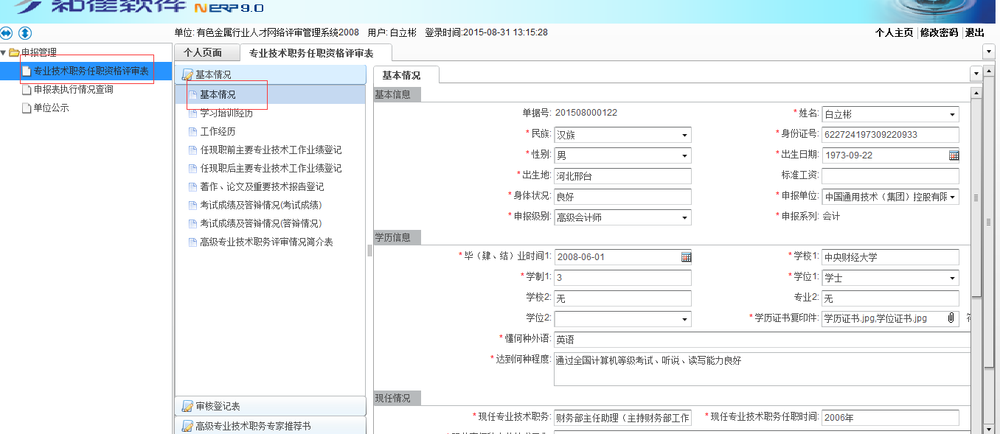 和佳软件 NERP 9.0
单位: 有色金属行业人才网络评审管理系统2008 用户: 白立彬 登录时间:2015-08-31 13:15:28
个人主页 修改密码 退出
申报管理
专业技术职务任职资格评审表
申报表执行情况查询
单位公示
个人页面 专业技术职务任职资格评审表
基本情况
基本情况
学习培训经历
工作经历
任现职前主要专业技术工作业绩登记
任现职后主要专业技术工作业绩登记
著作、论文及重要技术报告登记
考试成绩及答辩情况(考试成绩)
考试成绩及答辩情况(答辩情况)
高级专业技术职务评审情况简介表
审核登记表
高级专业技术职务专家推荐书
基本情况
基本信息
单据号: 201508000122 *姓名: 白立彬
*民族: 汉族 *身份证号: 622724197309220933
*性别: 男 *出生日期: 1973-09-22
*出生地: 河北邢台 标准工资:
*身体状况: 良好 *申报单位: 中国通用技术（集团）控股有限
*申报级别: 高级会计师 *申报系列: 会计
学历信息
*毕（肄、结）业时间1: 2008-06-01 *学校1: 中央财经大学
*学制1: 3 *学位1: 学士
学校2: 无 专业2: 无
学位2: *学历证书复印件: 学历证书.jpg,学位证书.jpg
*懂何种外语: 英语
*达到何种程度: 通过全国计算机等级考试、听说、读写能力良好
现任情况
*现任专业技术职务: 财务部主任助理（主持财务部工作 *现任专业技术职务任职时间: 2006年